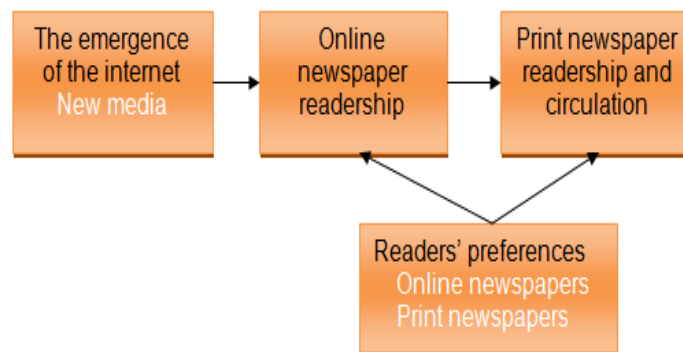 The emergence
of the internet
New media
Online
newspaper
readership
Print newspaper
readership and
circulation
Readers’ preferences
Online newspapers
Print newspapers